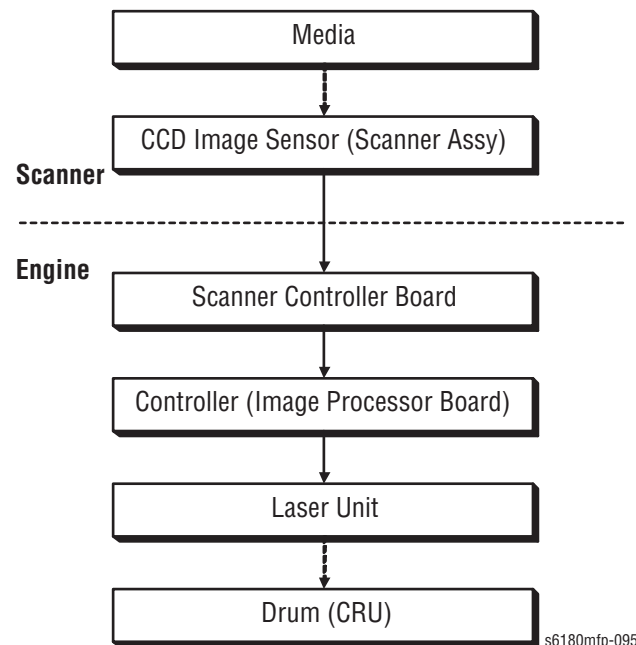 Media
CCD Image Sensor (Scanner Assy)
Scanner
Engine
Scanner Controller Board
Controller (Image Processor Board)
Laser Unit
Drum (CRU)
s6180mfp-095